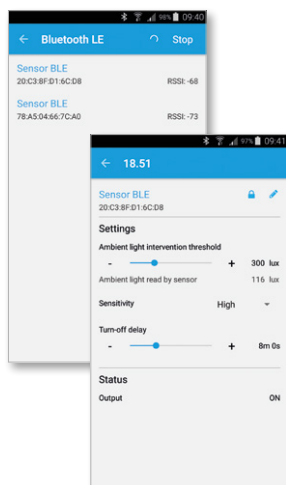 98% 09:40
← Bluetooth LE Stop
Sensor BLE
20:C3:8F:D1:6C:D8 RSSI: -68
Sensor BLE
78:A5:04:66:7C:A0 RSSI: -73
97% 09:41
← 18.51
Sensor BLE
20:C3:8F:D1:6C:D8
Settings
Ambient light intervention threshold
- + 300 lux
Ambient light read by sensor 116 lux
Sensitivity High
Turn-off delay
- + 8m 0s
Status
Output ON